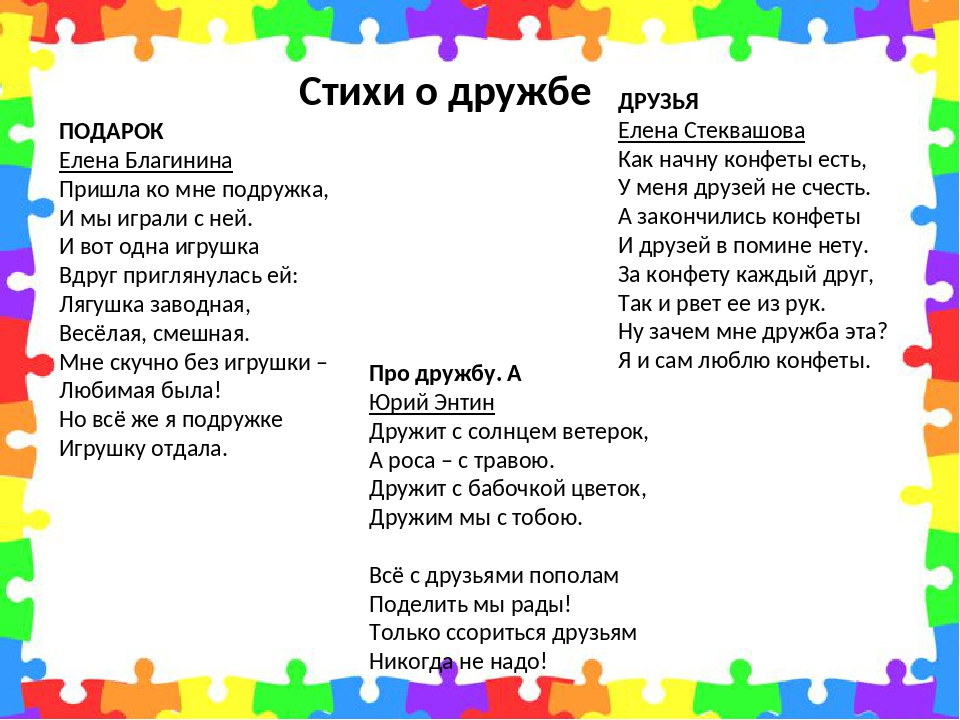 Стихи о дружбе
ПОДАРОК
Елена Благинина
Пришла ко мне подружка,
И мы играли с ней.
И вот одна игрушка
Вдруг приглянулась ей:
Лягушка заводная,
Весёлая, смешная.
Мне скучно без игрушки –
Любимая была!
Но всё же я подружке
Игрушку отдала.
Про дружбу. А
Юрий Энтин
Дружит с солнцем ветерок,
А роса – с травою.
Дружит с бабочкой цветок,
Дружим мы с тобою.

Всё с друзьями пополам
Поделить мы рады!
Только ссориться друзьям
Никогда не надо!
ДРУЗЬЯ
Елена Стеквашова
Как начну конфеты есть,
У меня друзей не счесть.
А закончились конфеты
И друзей в помине нету.
За конфету каждый друг,
Так и рвет ее из рук.
Ну зачем мне дружба эта?
Я и сам люблю конфеты.